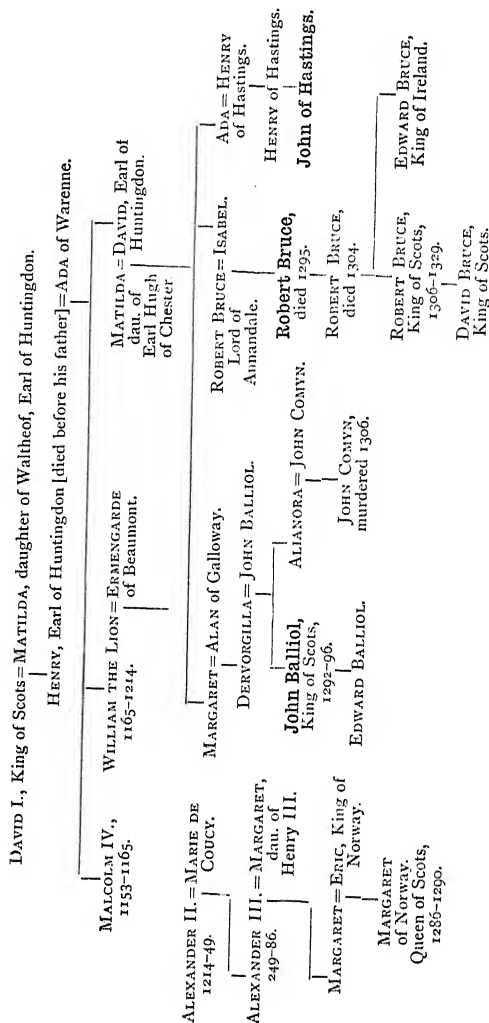 DAVID I., King of Scots=MATILDA, daughter of Waltheof, Earl of Huntingdon.
HENRY, Earl of Huntingdon [died before his father]=ADA of Warenne.
MALCOLM IV.,
1153–1165.
WILLIAM THE LION=ERMENGARDE
1165–1214.
of Beaumont.
MATILDA=DAVID, Earl of
dau. of
Huntingdon.
Earl Hugh
of Chester
ALEXANDER II.=MARIE DE
1214–49.
COUCY.
ALEXANDER III.=MARGARET,
249–86.
dau. of
Henry III.
MARGARET=ERIC, King of
Norway.
MARGARET
of Norway.
Queen of Scots,
1286–1290.
MARGARET=ALAN of Galloway.
DERVORGILLA=JOHN BALLIOL.
John Balliol,
King of Scots,
1292–96.
EDWARD BALLIOL.
ALIANORA=JOHN COMYN.
JOHN COMYN,
murdered 1306.
ROBERT BRUCE=ISABEL.
Lord of
Annandale.
Robert Bruce,
died 1295.
ROBERT BRUCE,
died 1304.
ROBERT BRUCE,
King of Scots,
1306–1329.
DAVID BRUCE,
King of Scots.
EDWARD BRUCE,
King of Ireland.
ADA=HENRY
of Hastings.
HENRY of Hastings.
John of Hastings.